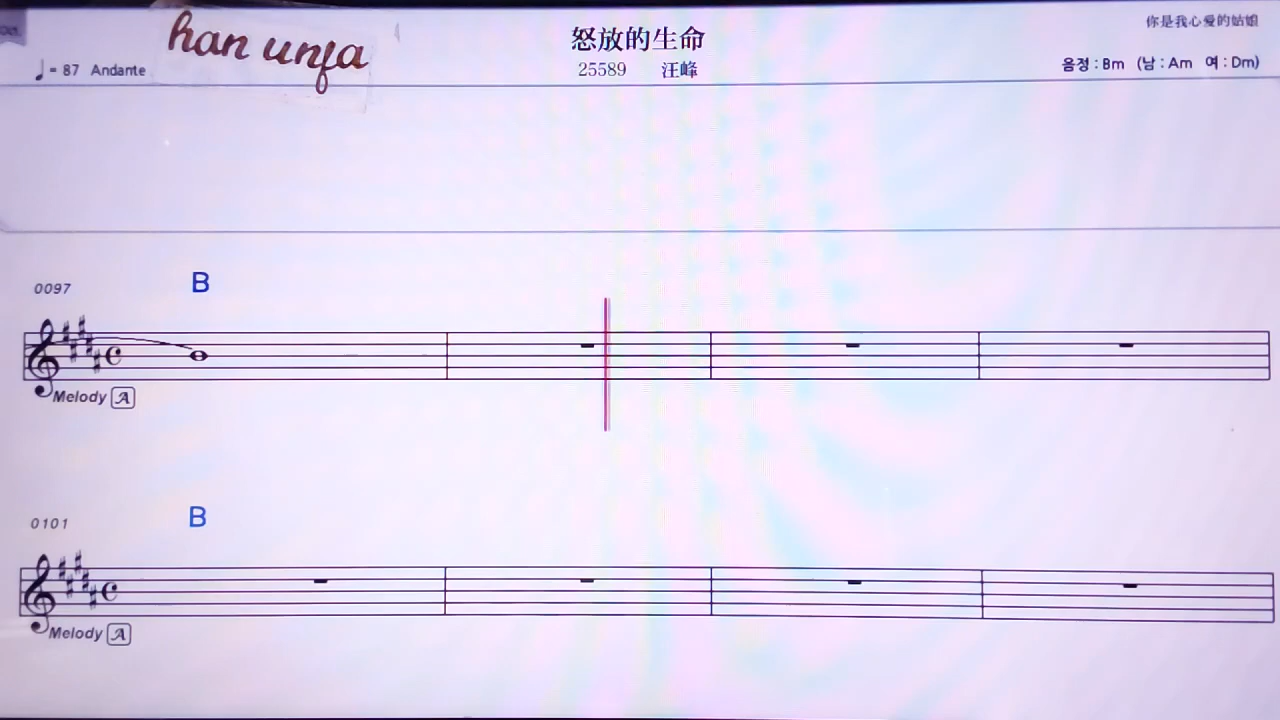 han unfa
怒放的生命
你是我心爱的姑娘
♩= 87 Andante
25589 汪峰
음정 : Bm (남 : Am 여 : Dm)
0097 B
Melody A
0101 B
Melody A